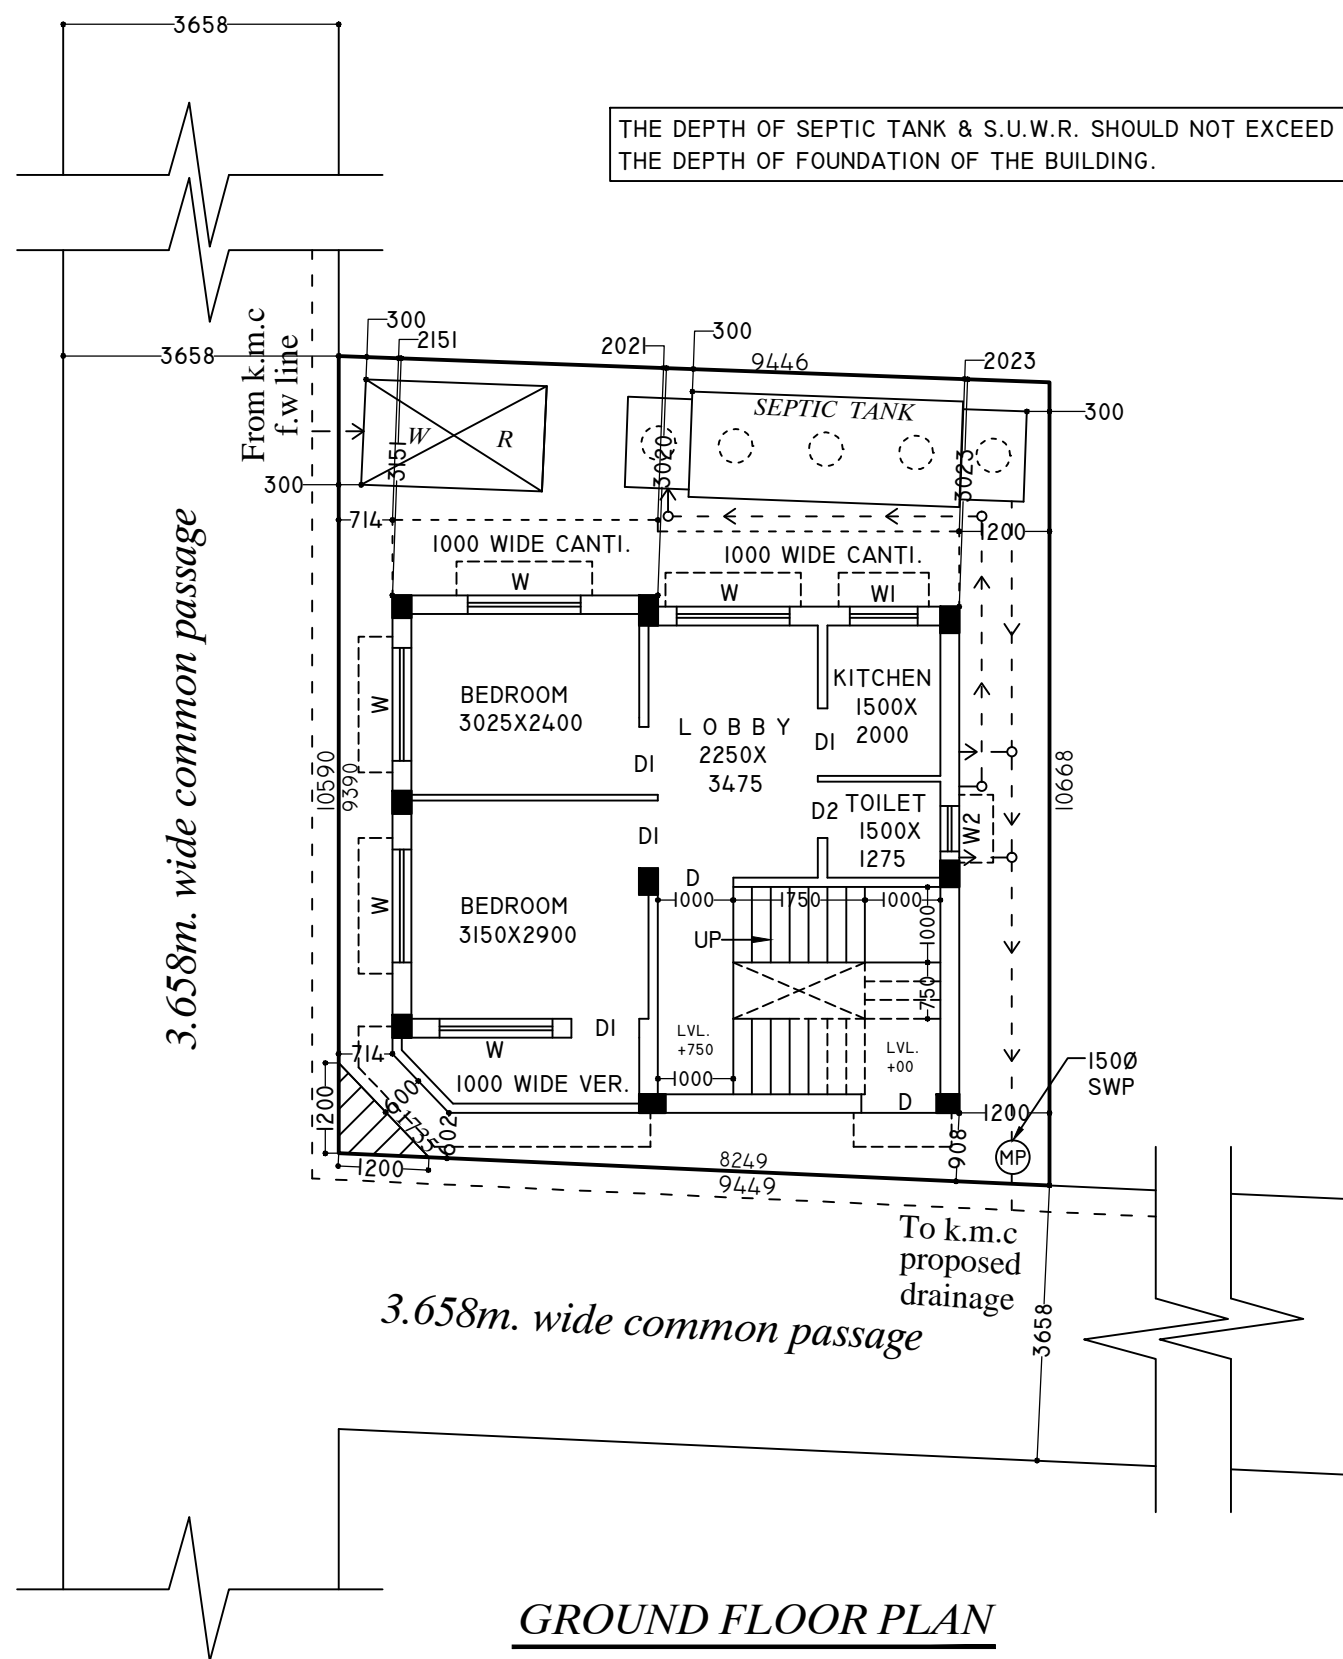 3658
THE DEPTH OF SEPTIC TANK & S.U.W.R. SHOULD NOT EXCEED
THE DEPTH OF FOUNDATION OF THE BUILDING.
From k.m.c
f.w line
3658
300
2151
2021
300
9446
2023
SEPTIC TANK
300
W R
3151
3020
3023
300
714
1200
1000 WIDE CANTI.
1000 WIDE CANTI.
W
W
W1
3.658m. wide common passage
W
BEDROOM
3025X2400
LOBBY
2250X
3475
KITCHEN
1500X
2000
D1
D1
10590
9390
10668
D2
TOILET
1500X
1275
W2
D1
D
W
BEDROOM
3150X2900
1000
1750
1000
UP
1000
750
D1
W
LVL.
+750
LVL.
+00
714
1000 WIDE VER.
1000
D
1200
150Ø
SWP
1200
600
61735
602
908
MP
1200
8249
9449
To k.m.c
proposed
drainage
3.658m. wide common passage
3658
GROUND FLOOR PLAN